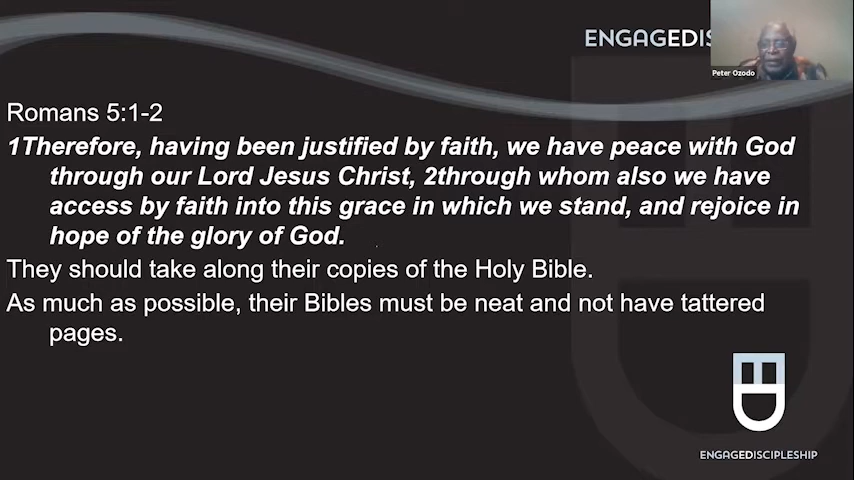 ENGAGEDIS
Peter Ozodo
Romans 5:1-2
1Therefore, having been justified by faith, we have peace with God
through our Lord Jesus Christ, 2through whom also we have
access by faith into this grace in which we stand, and rejoice in
hope of the glory of God.
They should take along their copies of the Holy Bible.
As much as possible, their Bibles must be neat and not have tattered
pages.
ENGAGEDISCIPLESHIP